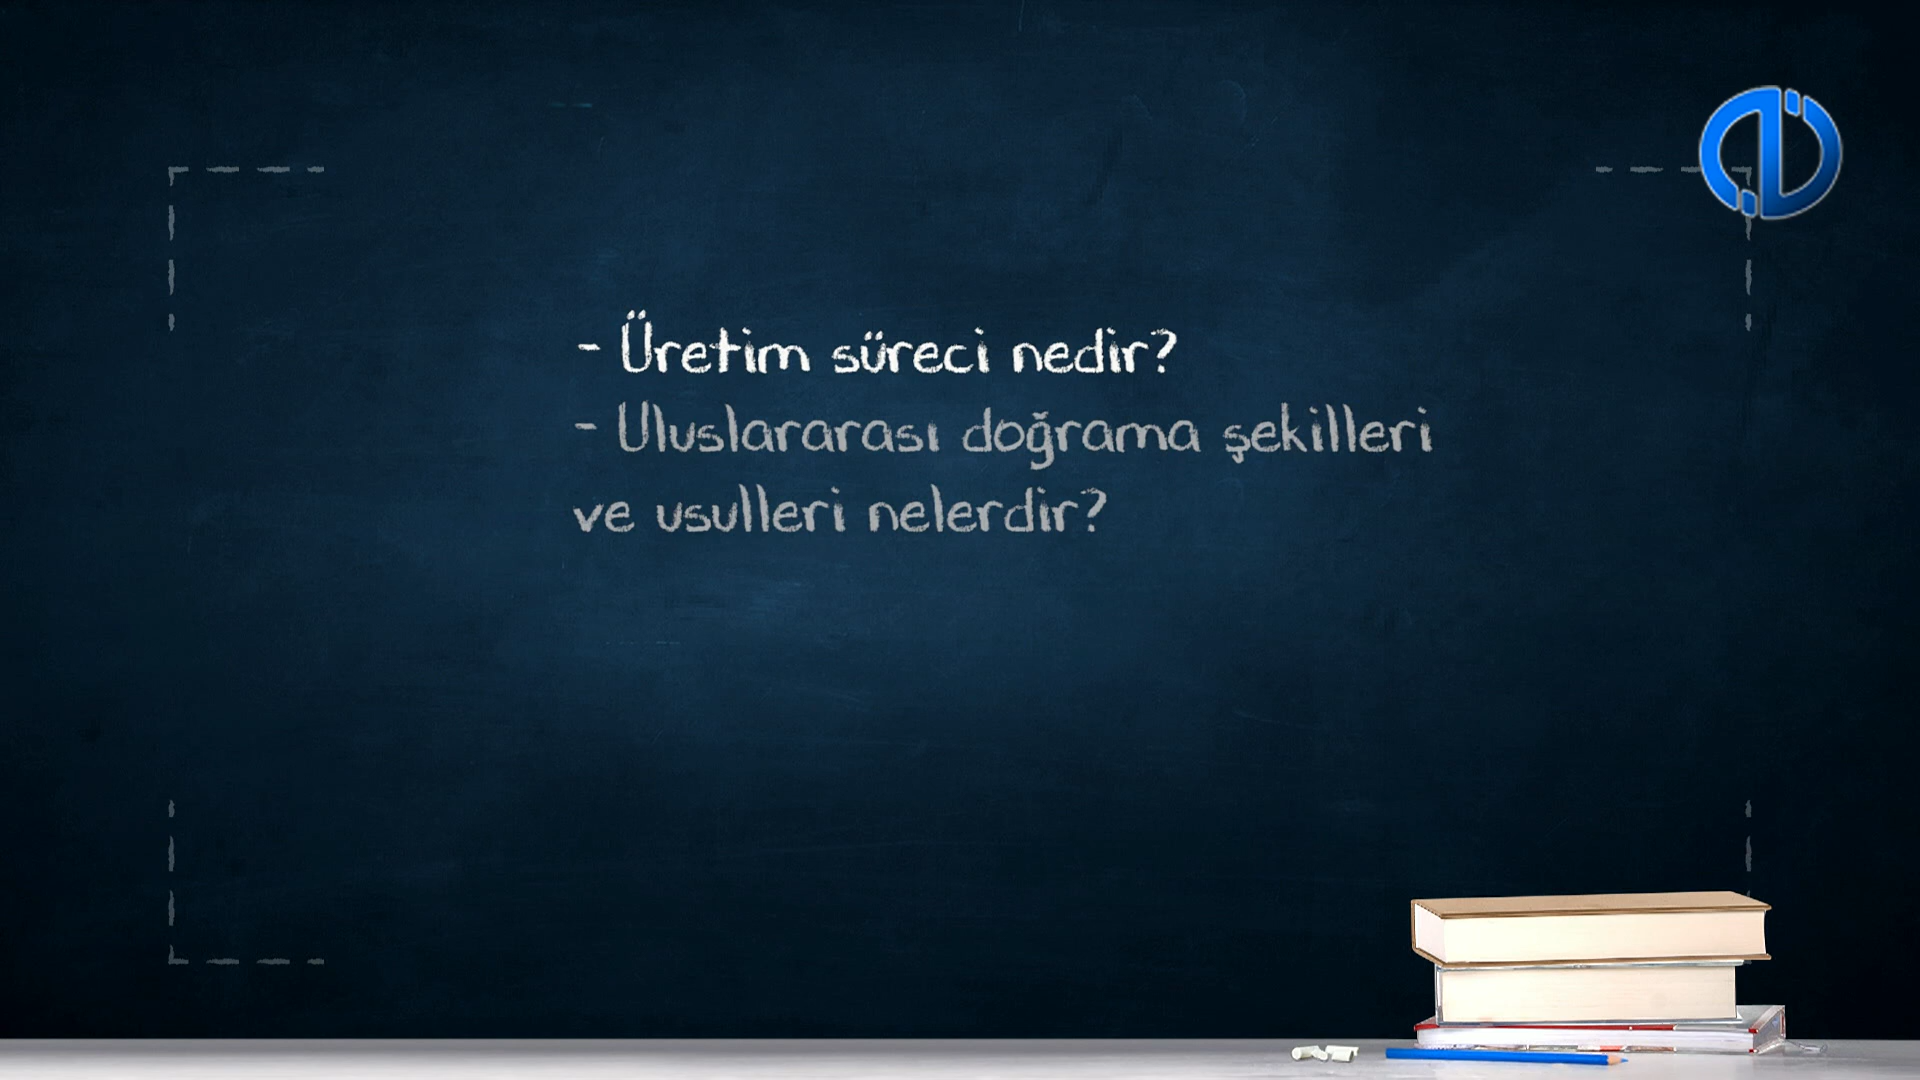 - Üretim süreci nedir?
- Uluslararası doğrama şekilleri
ve usulleri nelerdir?